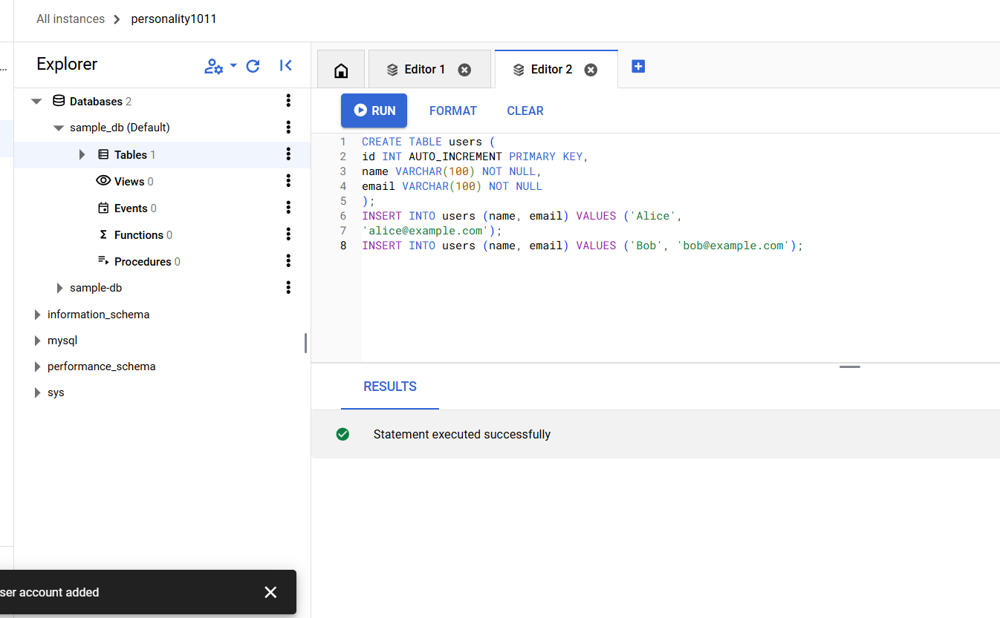 All instances > personality1011
...
Explorer
Databases 2
sample_db (Default)
Tables 1
Views 0
Events 0
Functions 0
Procedures 0
sample-db
information_schema
mysql
performance_schema
sys
Editor 1
Editor 2
RUN FORMAT CLEAR
1 CREATE TABLE users (
2 id INT AUTO_INCREMENT PRIMARY KEY,
3 name VARCHAR(100) NOT NULL,
4 email VARCHAR(100) NOT NULL
5 );
6 INSERT INTO users (name, email) VALUES ('Alice',
7 'alice@example.com');
8 INSERT INTO users (name, email) VALUES ('Bob', 'bob@example.com');
RESULTS
Statement executed successfully
ser account added